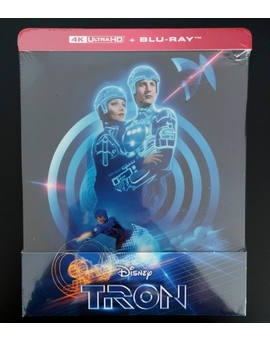 4K ULTRA HD + BLU-RAY™
Disney
TRON